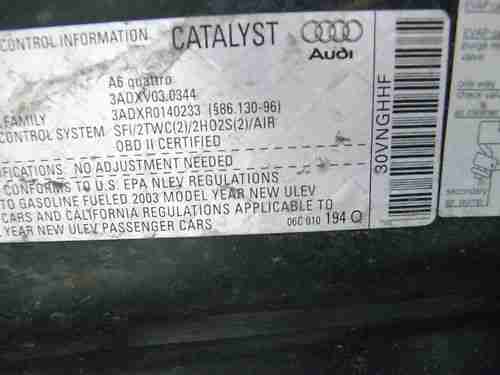 CONTROL INFORMATION CATALYST
Audi
A6 quattro
3ADXV03.0344
FAMILY 3ADXR0140233 (§86.130-96)
CONTROL SYSTEM SFI/2TWC(2)/2HO2S(2)/AIR
OBD II CERTIFIED
NO ADJUSTMENT NEEDED
CONFORMS TO U.S. EPA NLEV REGULATIONS
TO GASOLINE FUELED 2003 MODEL YEAR NEW ULEV
CARS AND CALIFORNIA REGULATIONS APPLICABLE TO
YEAR NEW ULEV PASSENGER CARS
06C 010 194 Q
30VNGHHF
secondary